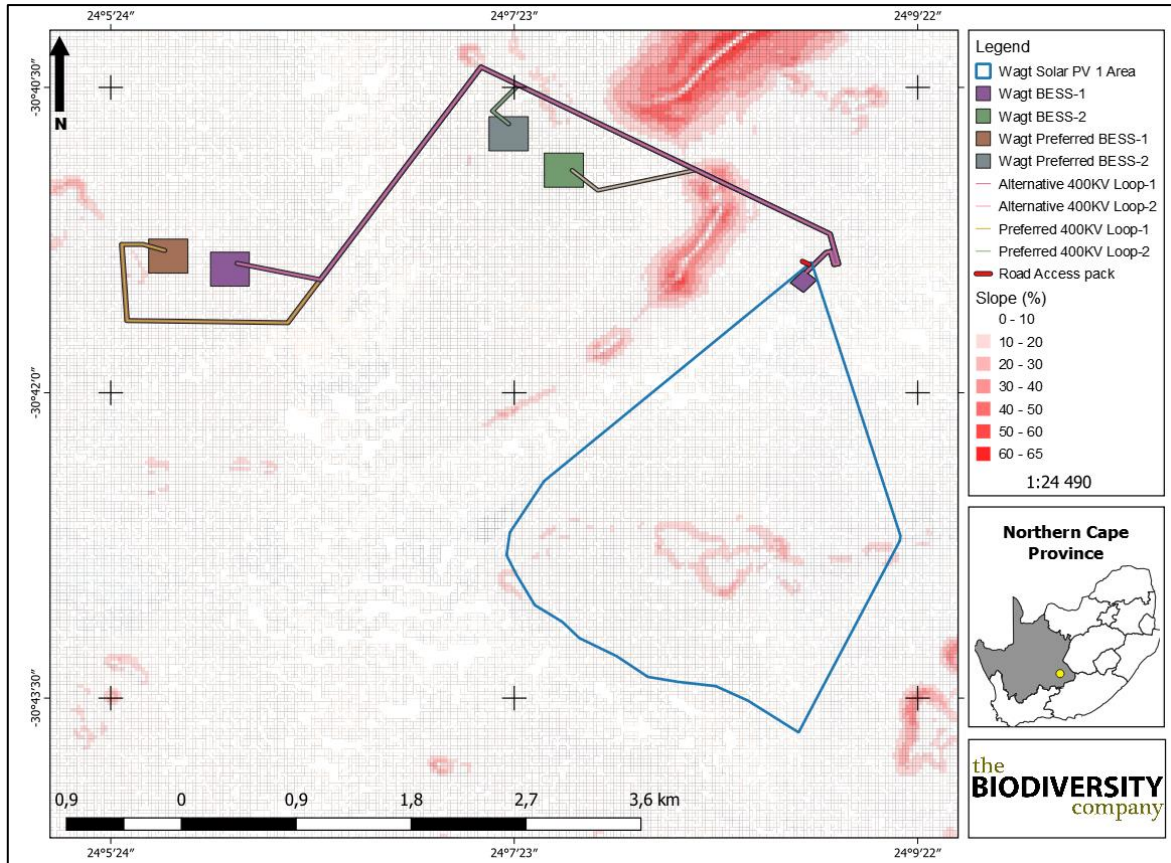 24°5'24" 24°7'23" 24°9'22"
-30°40'30"
-30°42'0"
-30°43'30"
N
0,9 0 0,9 1,8 2,7 3,6 km
24°5'24" 24°7'23" 24°9'22"
Legend
Wagt Solar PV 1 Area
Wagt BESS-1
Wagt BESS-2
Wagt Preferred BESS-1
Wagt Preferred BESS-2
Alternative 400KV Loop-1
Alternative 400KV Loop-2
Preferred 400KV Loop-1
Preferred 400KV Loop-2
Road Access pack
Slope (%)
0 - 10
10 - 20
20 - 30
30 - 40
40 - 50
50 - 60
60 - 65
1:24 490
Northern Cape
Province
the
BIODIVERSITY
company